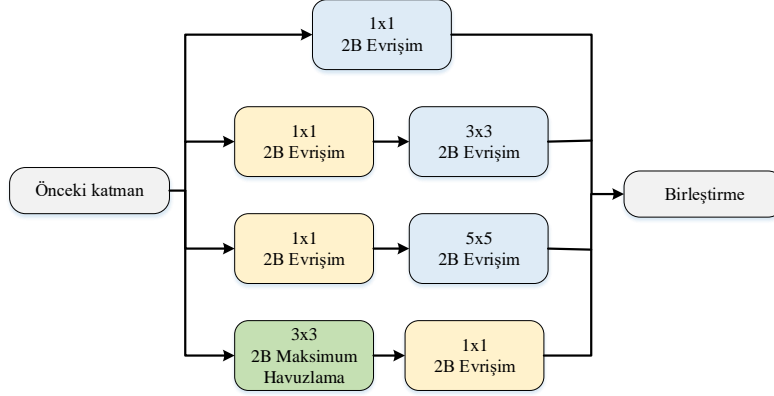 1x1
2B Evrişim
1x1
2B Evrişim
3x3
2B Evrişim
Önceki katman
Birleştirme
1x1
2B Evrişim
5x5
2B Evrişim
3x3
2B Maksimum
Havuzlama
1x1
2B Evrişim